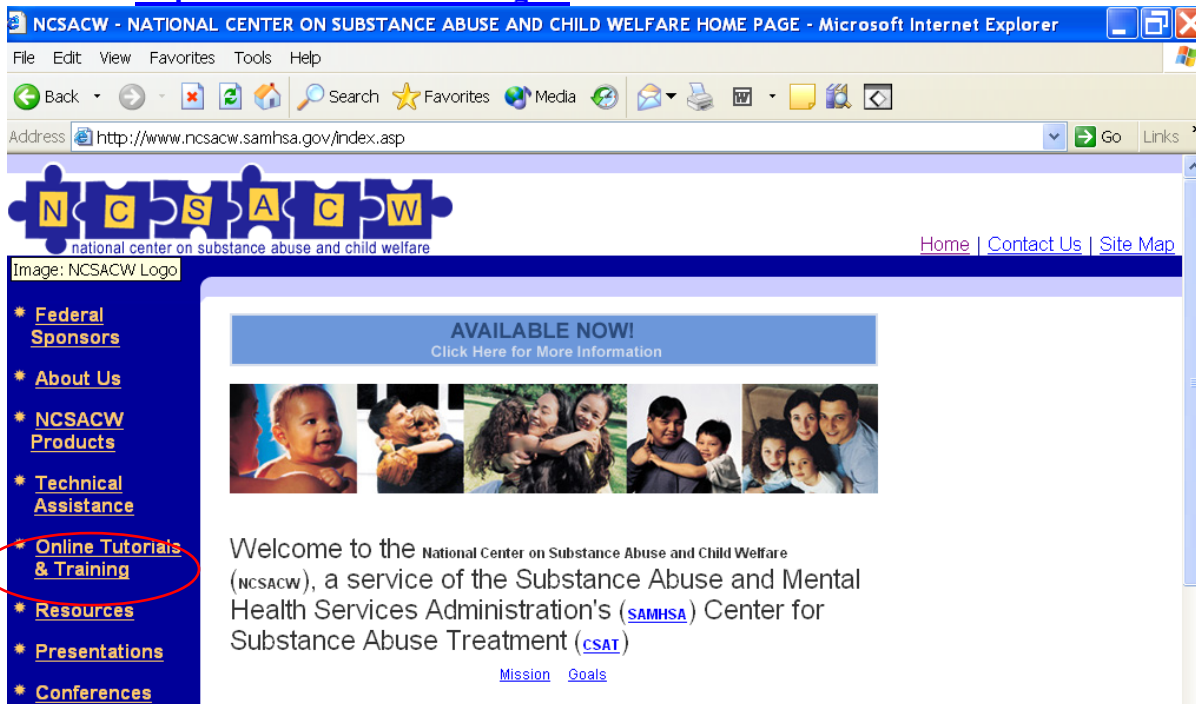 NCSACW - NATIONAL CENTER ON SUBSTANCE ABUSE AND CHILD WELFARE HOME PAGE - Microsoft Internet Explorer
File Edit View Favorites Tools Help
Back Search Favorites Media
Address http://www.ncsacw.samhsa.gov/index.asp Go Links
N C S A C W
national center on substance abuse and child welfare
Home | Contact Us | Site Map
Image: NCSACW Logo
Federal
Sponsors
About Us
NCSACW
Products
Technical
Assistance
Online Tutorials
& Training
Resources
Presentations
Conferences
AVAILABLE NOW!
Click Here for More Information
Welcome to the National Center on Substance Abuse and Child Welfare
(NCSACW), a service of the Substance Abuse and Mental
Health Services Administration's (SAMHSA) Center for
Substance Abuse Treatment (CSAT)
Mission Goals